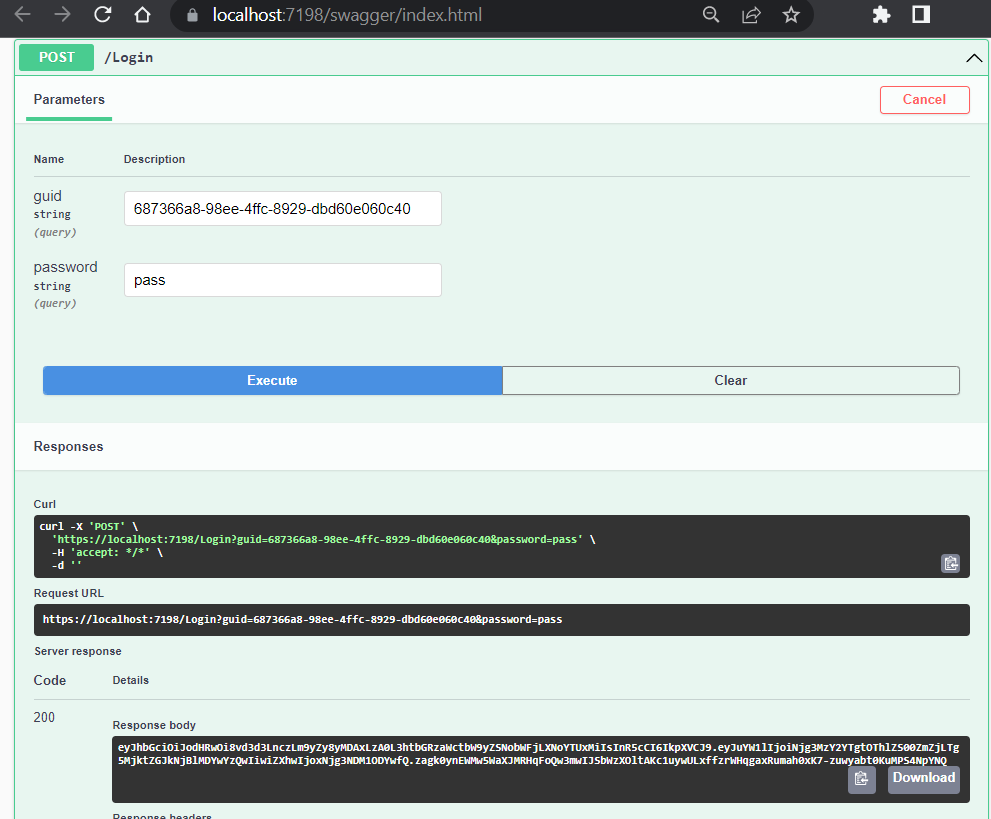 localhost:7198/swagger/index.html
POST /Login
Parameters Cancel
Name Description
guid
string
(query)
687366a8-98ee-4ffc-8929-dbd60e060c40
password
string
(query)
pass
Execute Clear
Responses
Curl
curl -X 'POST' \
'https://localhost:7198/Login?guid=687366a8-98ee-4ffc-8929-dbd60e060c40&password=pass' \
-H 'accept: */*' \
-d ''
Request URL
https://localhost:7198/Login?guid=687366a8-98ee-4ffc-8929-dbd60e060c40&password=pass
Server response
Code Details
200
Response body
eyJhbGciOiJodHRwOi8vd3d3LnczLm9yZy8yMDAxLzA0L3htbGRzaWctbW9yZSNobWFjLXNoYTUxMiIsInR5cCI6IkpXVCJ9.eyJuYW1lIjoiNjg3MzY2YTgtOThlZS00ZmZjLTg
5MjktZGJkNjBlMDYwYzQwIiwiZXhwIjoxNjg3NDM1ODYwfQ.zagk0ynEWMw5WaXJMRHqFoQw3mwIJSbWzXOltAKc1uywULxffzrWHqgaxRumah0xK7-zuwyabt0KuMPS4NpYNQ
Download
Response headers